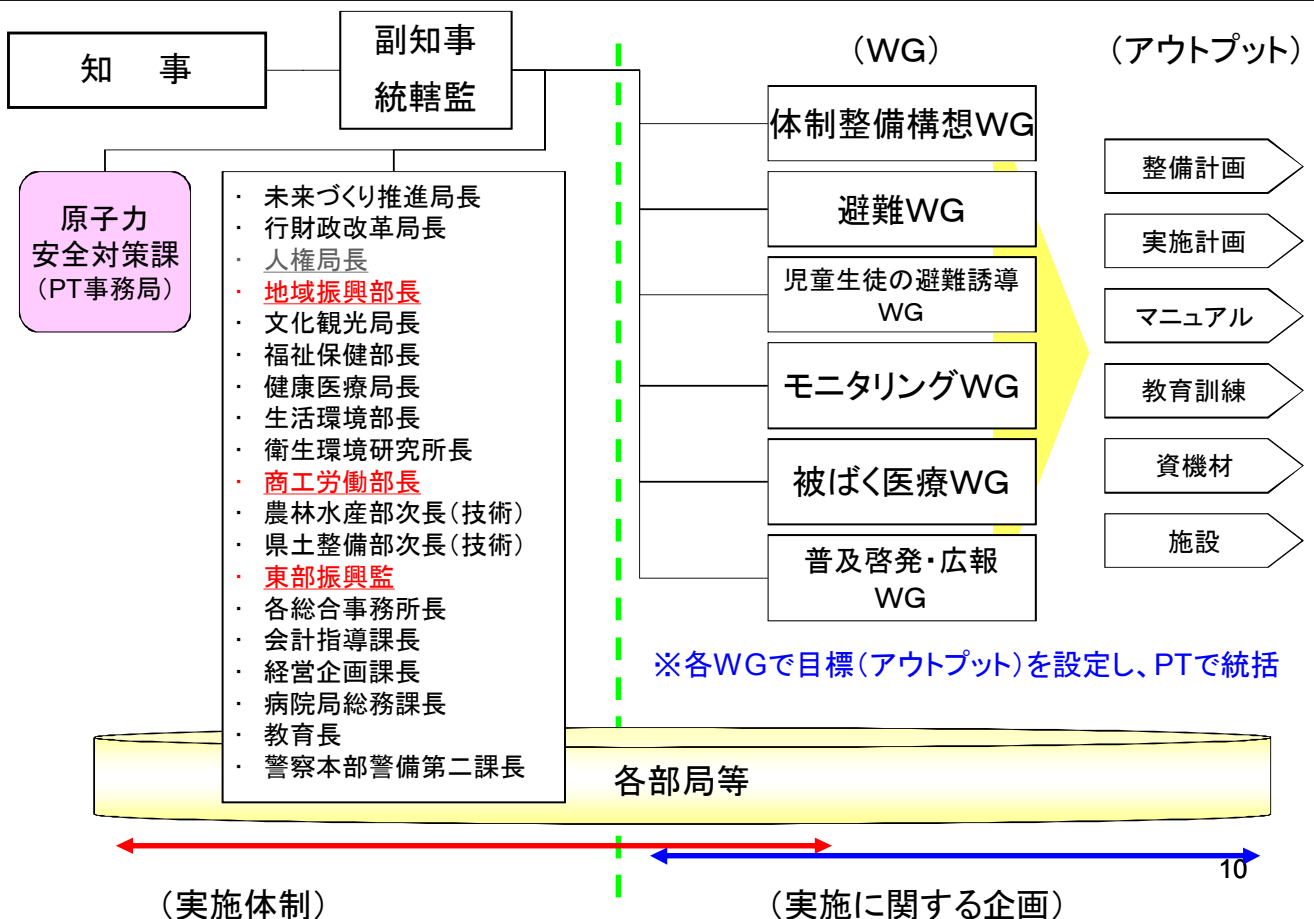 知　事
副知事
統轄監
原子力
安全対策課
（PT事務局）
・ 未来づくり推進局長
・ 行財政改革局長
・ 人権局長
・ 地域振興部長
・ 文化観光局長
・ 福祉保健部長
・ 健康医療局長
・ 生活環境部長
・ 衛生環境研究所長
・ 商工労働部長
・ 農林水産部次長（技術）
・ 県土整備部次長（技術）
・ 東部振興監
・ 各総合事務所長
・ 会計指導課長
・ 経営企画課長
・ 病院局総務課長
・ 教育長
・ 警察本部警備第二課長
（WG）
体制整備構想WG
避難WG
児童生徒の避難誘導
WG
モニタリングWG
被ばく医療WG
普及啓発・広報
WG
（アウトプット）
整備計画
実施計画
マニュアル
教育訓練
資機材
施設
※各WGで目標（アウトプット）を設定し、PTで統括
各部局等
（実施体制）
（実施に関する企画）
10